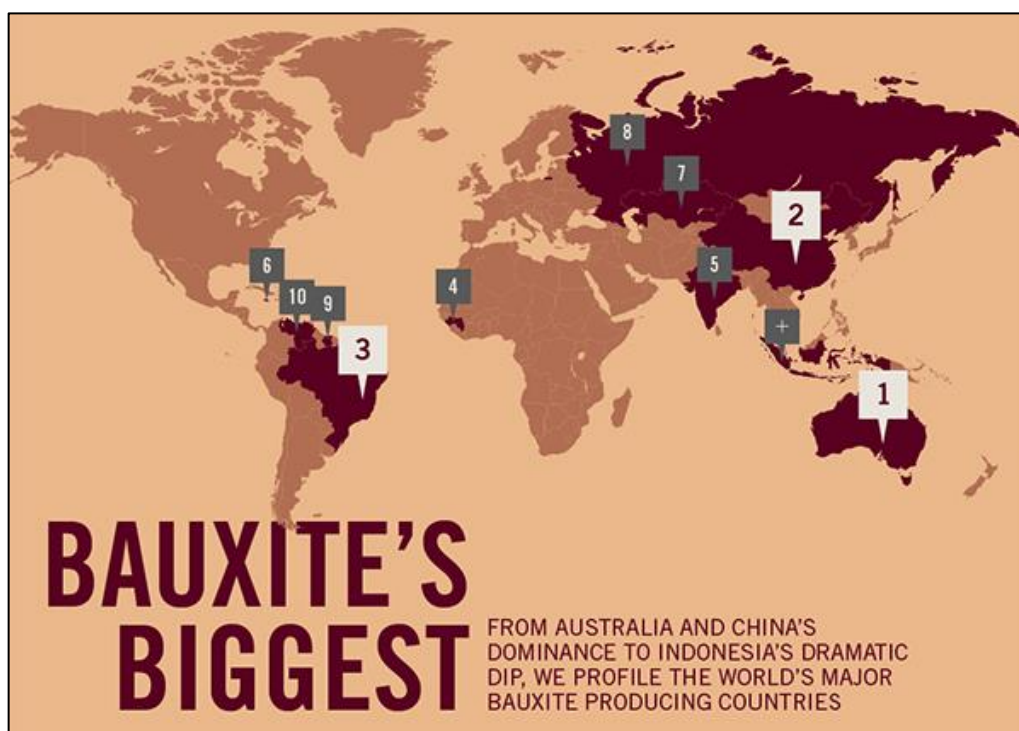 8
7
2
5
6
10
9
4
3
+
1
BAUXITE'S
BIGGEST
FROM AUSTRALIA AND CHINA'S
DOMINANCE TO INDONESIA'S DRAMATIC
DIP, WE PROFILE THE WORLD'S MAJOR
BAUXITE PRODUCING COUNTRIES